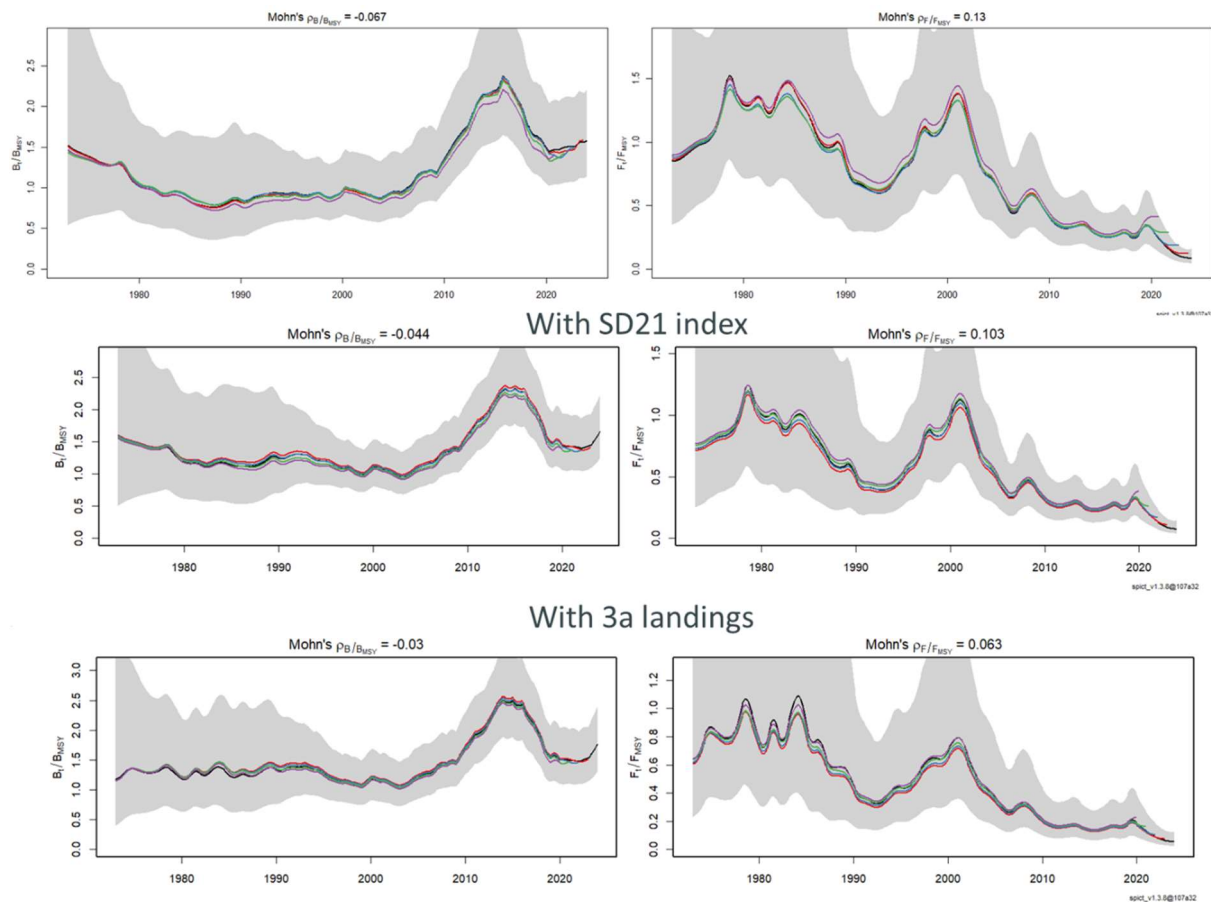 Mohn's ρB/BMSY = -0.067
Mohn's ρF/FMSY = 0.13
Bt/BMSY
0.0 0.5 1.0 1.5 2.0 2.5
1980 1990 2000 2010 2020
Ft/FMSY
0.0 0.5 1.0 1.5
1980 1990 2000 2010 2020
With SD21 index
Mohn's ρB/BMSY = -0.044
Mohn's ρF/FMSY = 0.103
Bt/BMSY
0.0 0.5 1.0 1.5 2.0 2.5
1980 1990 2000 2010 2020
Ft/FMSY
0.0 0.5 1.0 1.5
1980 1990 2000 2010 2020
spict_v1.3.8@107a32
With 3a landings
Mohn's ρB/BMSY = -0.03
Mohn's ρF/FMSY = 0.063
Bt/BMSY
0.0 0.5 1.0 1.5 2.0 2.5 3.0
1980 1990 2000 2010 2020
Ft/FMSY
0.0 0.2 0.4 0.6 0.8 1.0 1.2
1980 1990 2000 2010 2020
spict_v1.3.8@107a32